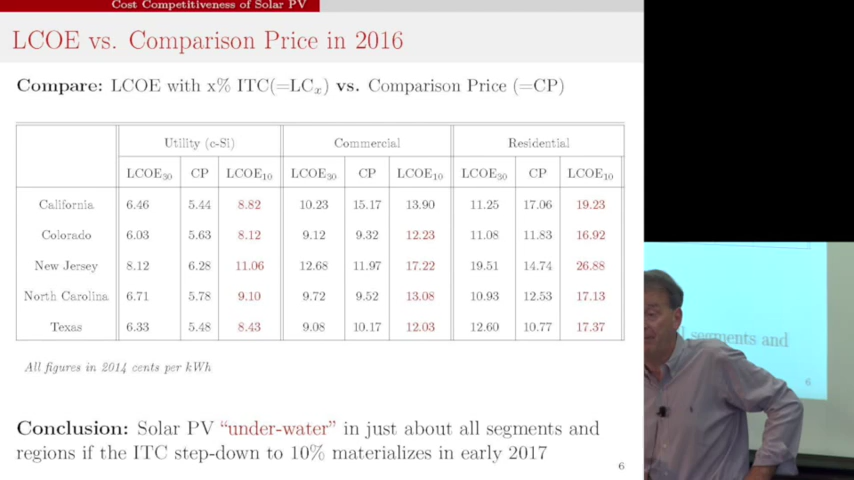 Cost Competitiveness of Solar PV
LCOE vs. Comparison Price in 2016
Compare: LCOE with x% ITC(=LCx) vs. Comparison Price (=CP)
Utility (c-Si) Commercial Residential
LCOE30 CP LCOE10 LCOE30 CP LCOE10 LCOE30 CP LCOE10
California 6.46 5.44 8.82 10.23 15.17 13.90 11.25 17.06 19.23
Colorado 6.03 5.63 8.12 9.12 9.32 12.23 11.08 11.83 16.92
New Jersey 8.12 6.28 11.06 12.68 11.97 17.22 19.51 14.74 26.88
North Carolina 6.71 5.78 9.10 9.72 9.52 13.08 10.93 12.53 17.13
Texas 6.33 5.48 8.43 9.08 10.17 12.03 12.60 10.77 17.37
All figures in 2014 cents per kWh
Conclusion: Solar PV “under-water” in just about all segments and
regions if the ITC step-down to 10% materializes in early 2017
6
segments and
6